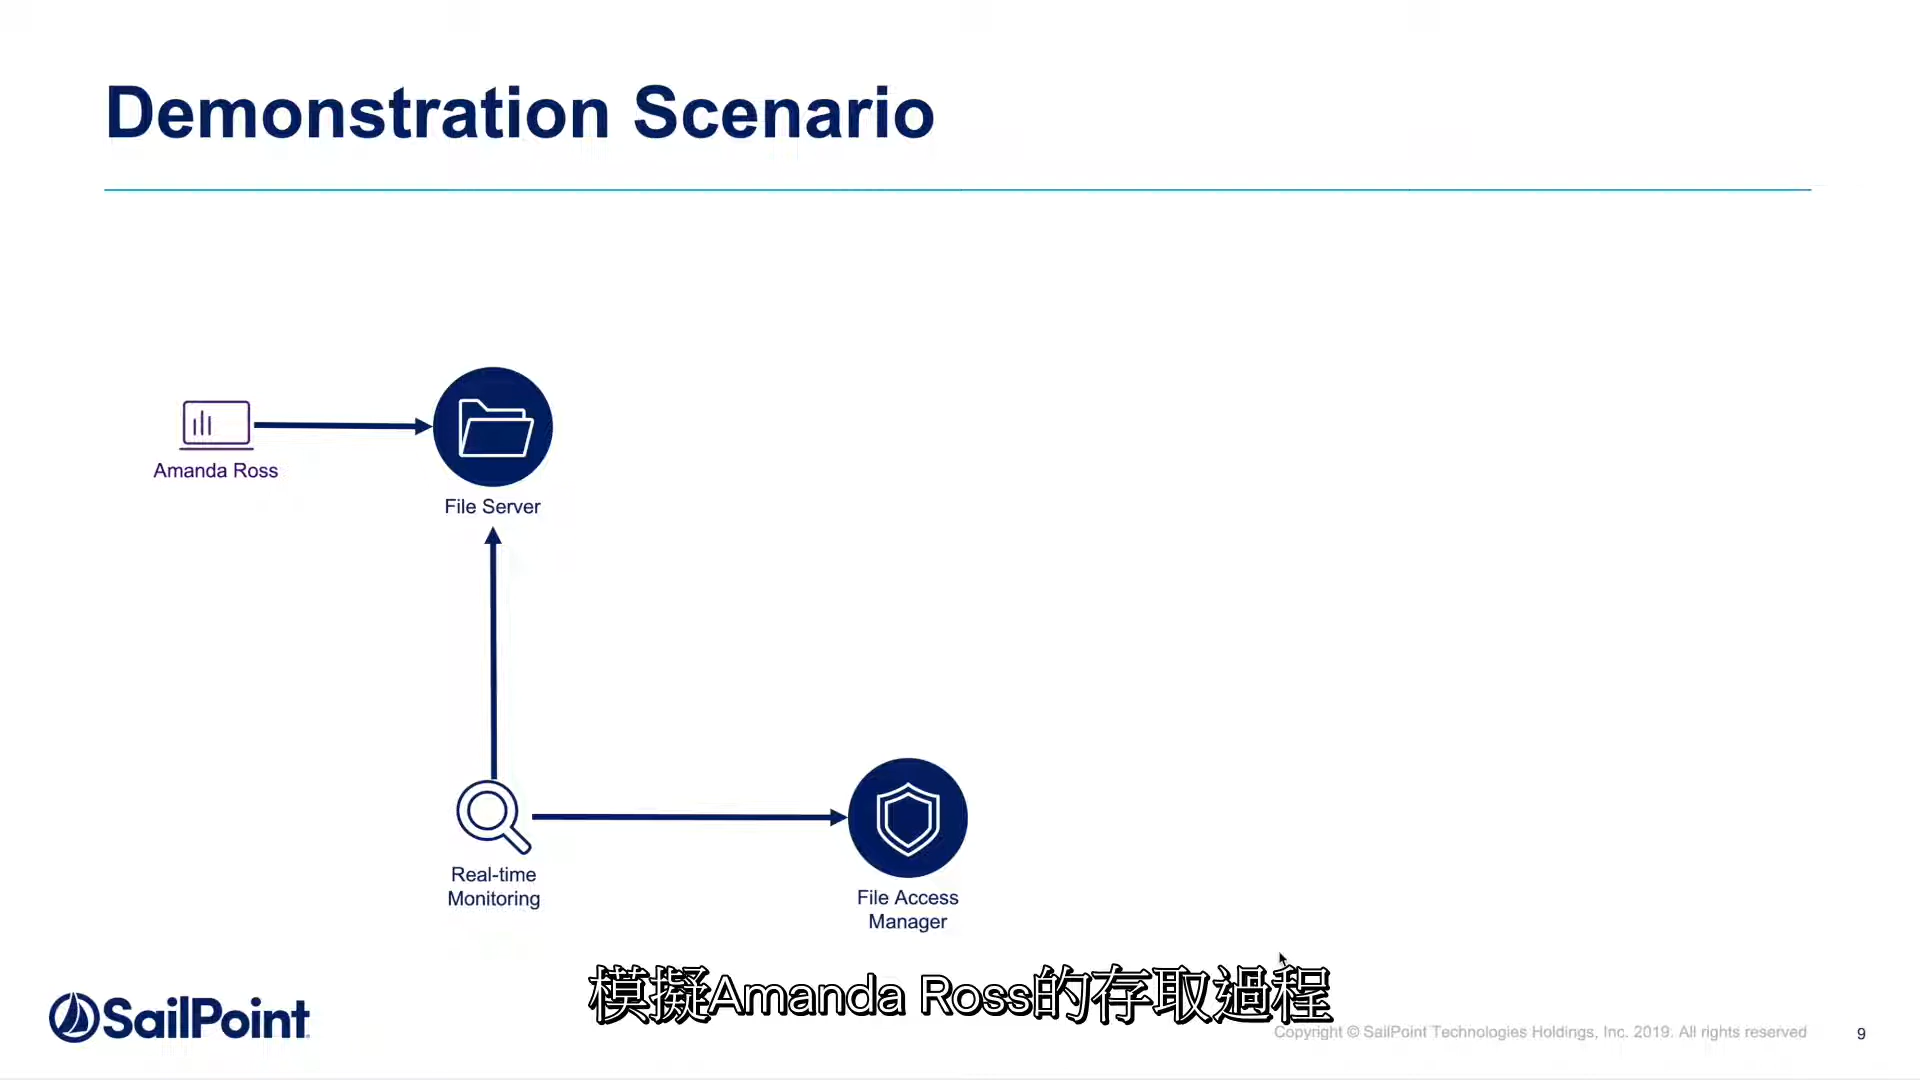 Demonstration Scenario
Amanda Ross
File Server
Real-time
Monitoring
File Access
Manager
模擬Amanda Ross的存取過程
SailPoint
Copyright © SailPoint Technologies Holdings, Inc. 2019. All rights reserved
9